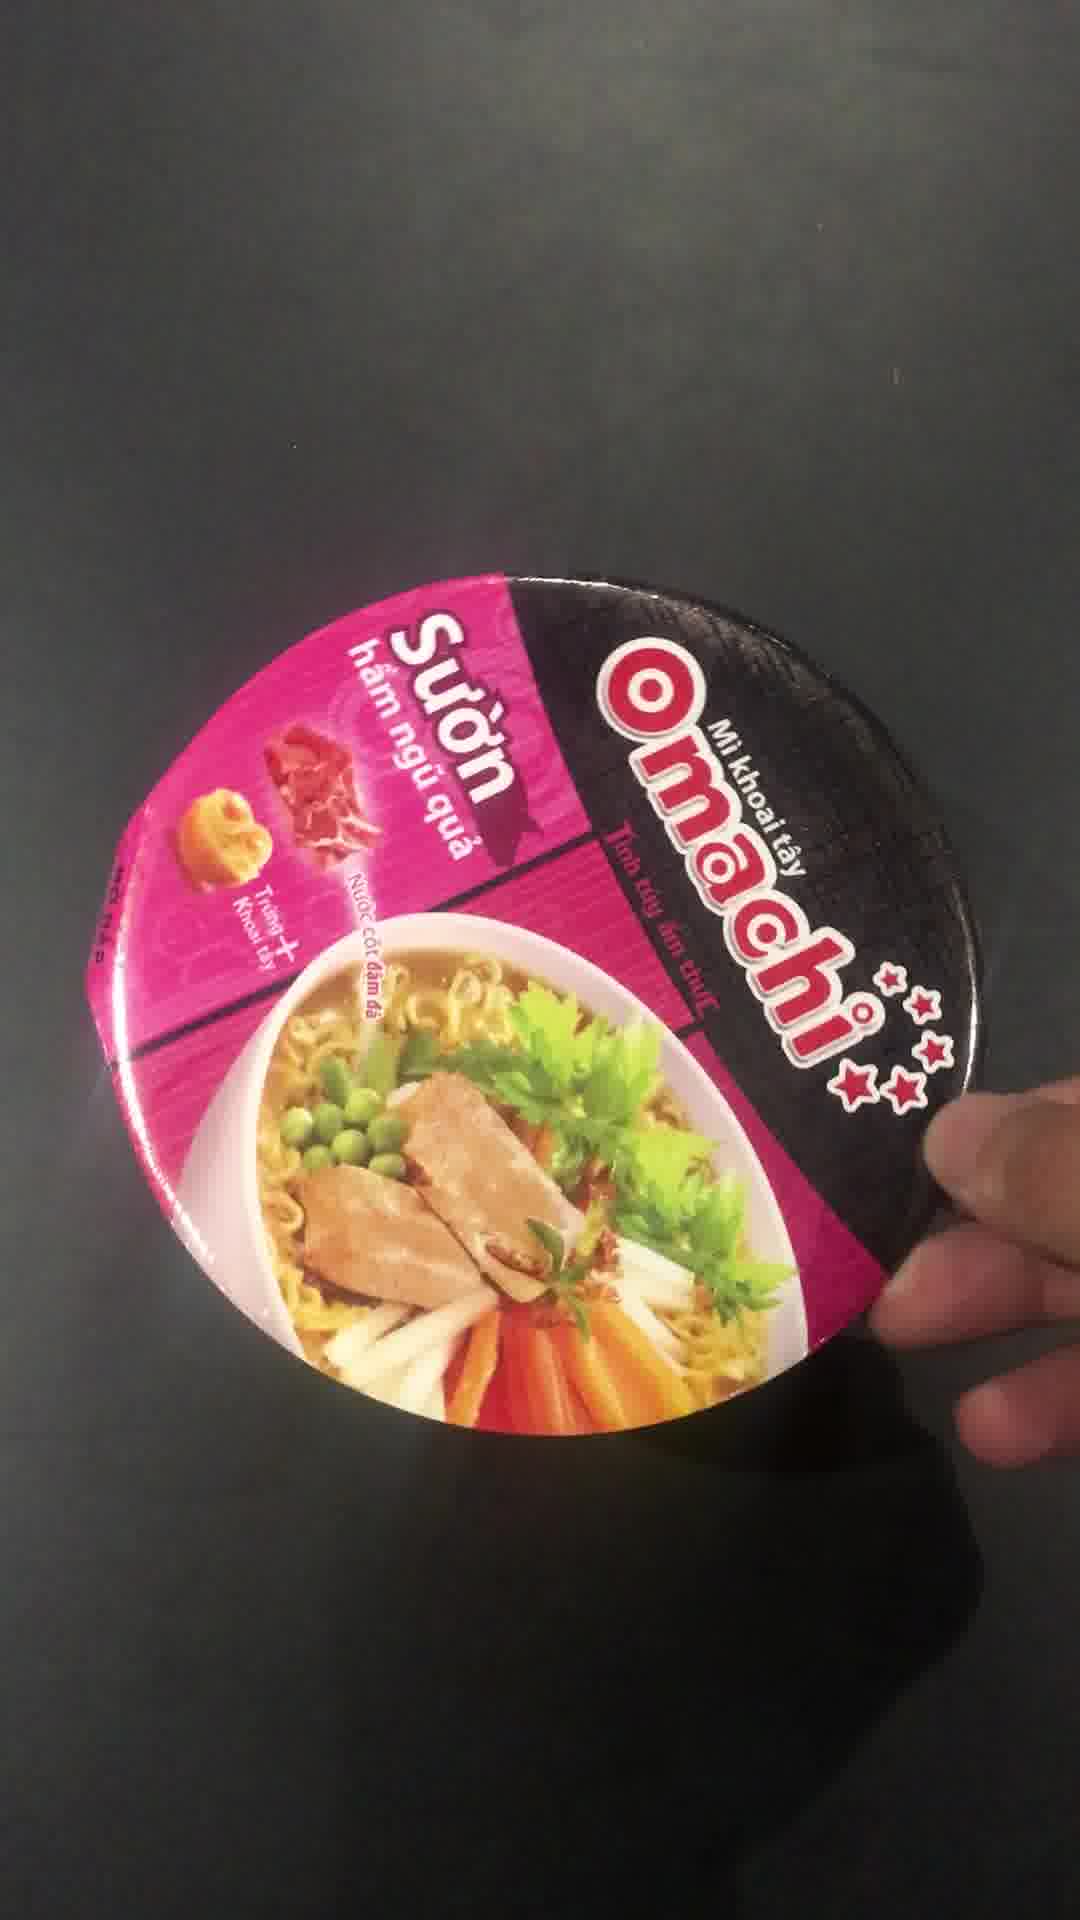 Mì khoai tây
Omachi
Tinh túy ẩm thực
Sườn
hầm ngũ quả
Nước cốt đậm đà
Trứng +
Khoai tây